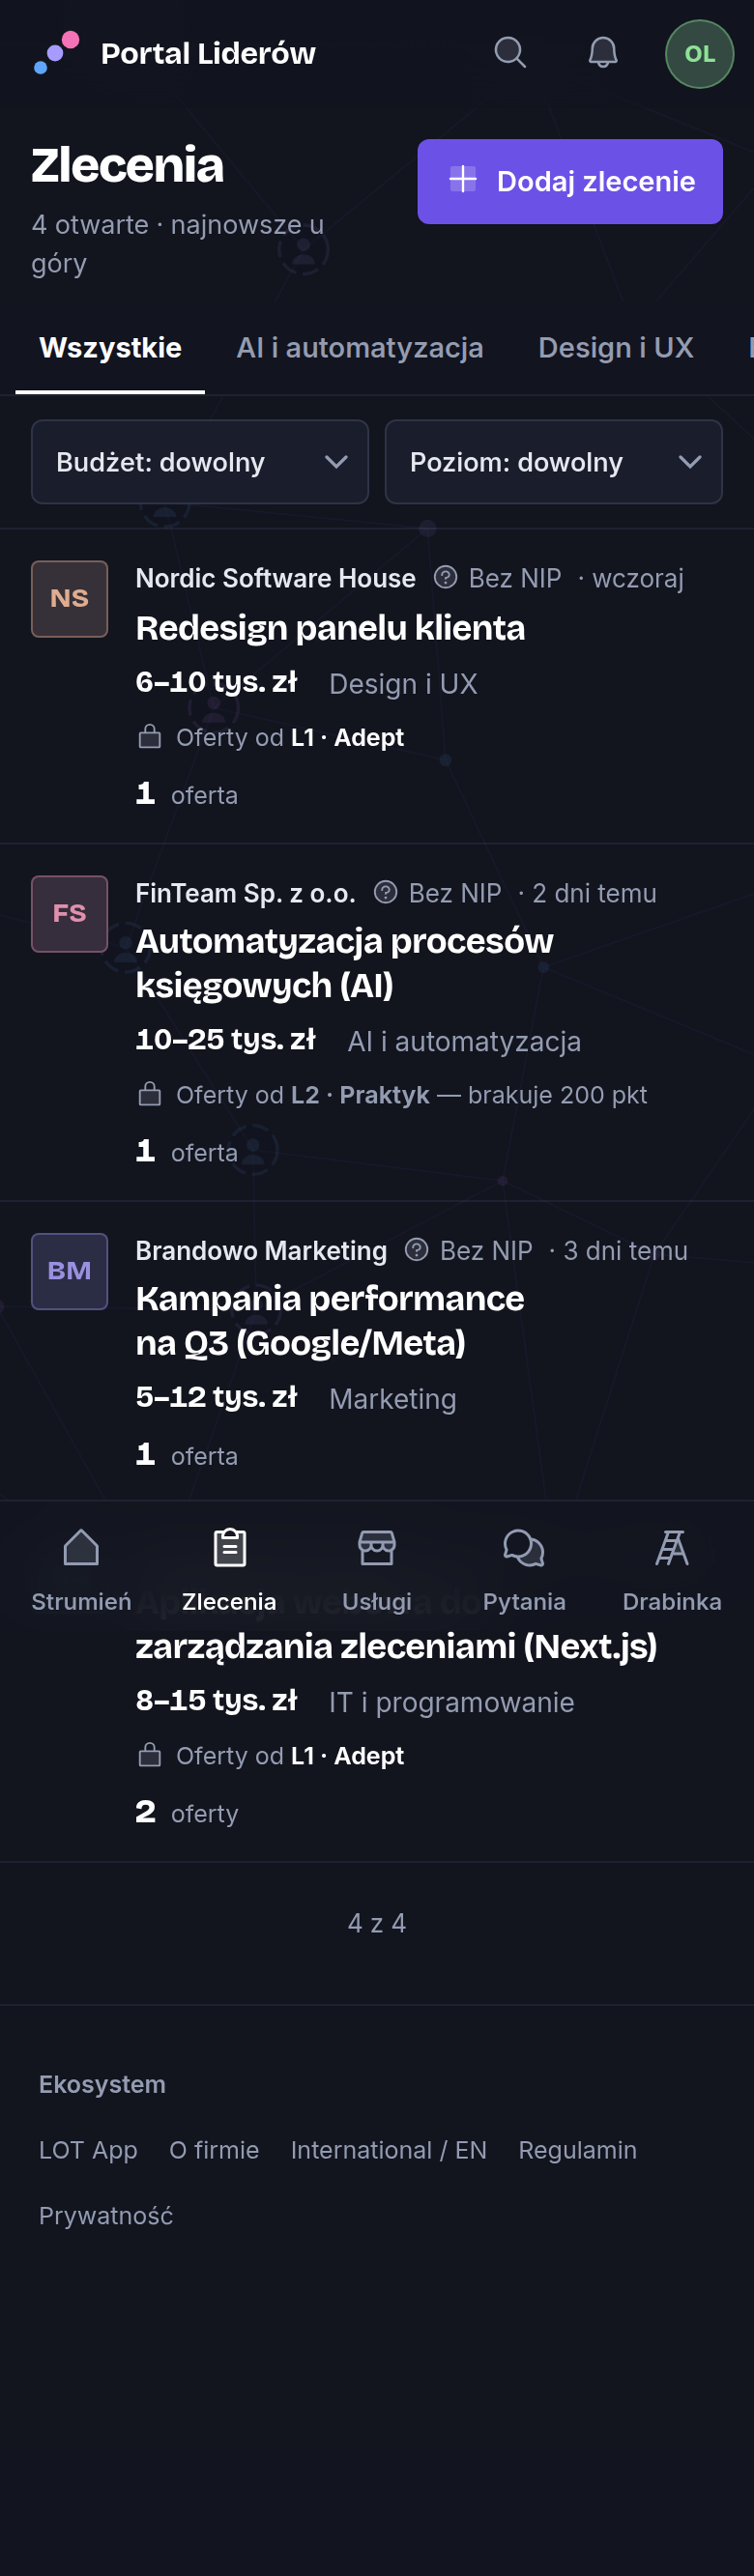 Portal Liderów
OL
Zlecenia
Dodaj zlecenie
4 otwarte · najnowsze u
góry
Wszystkie
AI i automatyzacja
Design i UX
Budżet: dowolny
Poziom: dowolny
NS
Nordic Software House Bez NIP · wczoraj
Redesign panelu klienta
6–10 tys. zł Design i UX
Oferty od L1 · Adept
1 oferta
FS
FinTeam Sp. z o.o. Bez NIP · 2 dni temu
Automatyzacja procesów
księgowych (AI)
10–25 tys. zł AI i automatyzacja
Oferty od L2 · Praktyk — brakuje 200 pkt
1 oferta
BM
Brandowo Marketing Bez NIP · 3 dni temu
Kampania performance
na Q3 (Google/Meta)
5–12 tys. zł Marketing
1 oferta
Strumień
Zlecenia
Usługi
Pytania
Drabinka
zarządzania zleceniami (Next.js)
8–15 tys. zł IT i programowanie
Oferty od L1 · Adept
2 oferty
4 z 4
Ekosystem
LOT App O firmie International / EN Regulamin
Prywatność